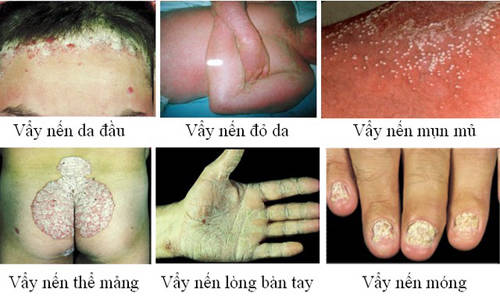 Vẩy nến da đầu
Vẩy nến đỏ da
Vẩy nến mụn mủ
Vẩy nến thể mảng
Vẩy nến lòng bàn tay
Vẩy nến móng